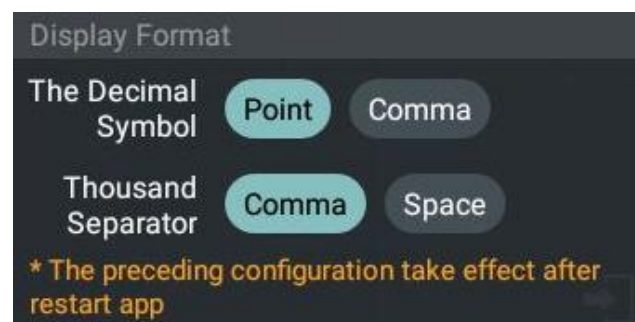 Display Format
The Decimal
Symbol
Point
Comma
Thousand
Separator
Comma
Space
* The preceding configuration take effect after
restart app